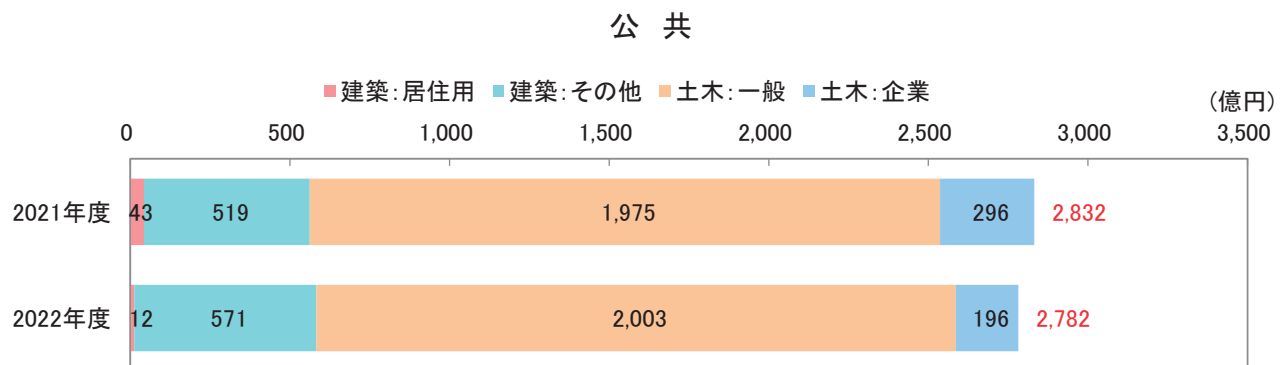 公 共
建築：居住用 建築：その他 土木：一般 土木：企業
（億円）
0 500 1,000 1,500 2,000 2,500 3,000 3,500
2021年度 43 519 1,975 296 2,832
2022年度 12 571 2,003 196 2,782